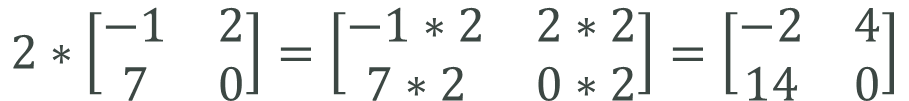 2 * [−1 2; 7 0] = [−1 * 2 2 * 2; 7 * 2 0 * 2] = [−2 4; 14 0]